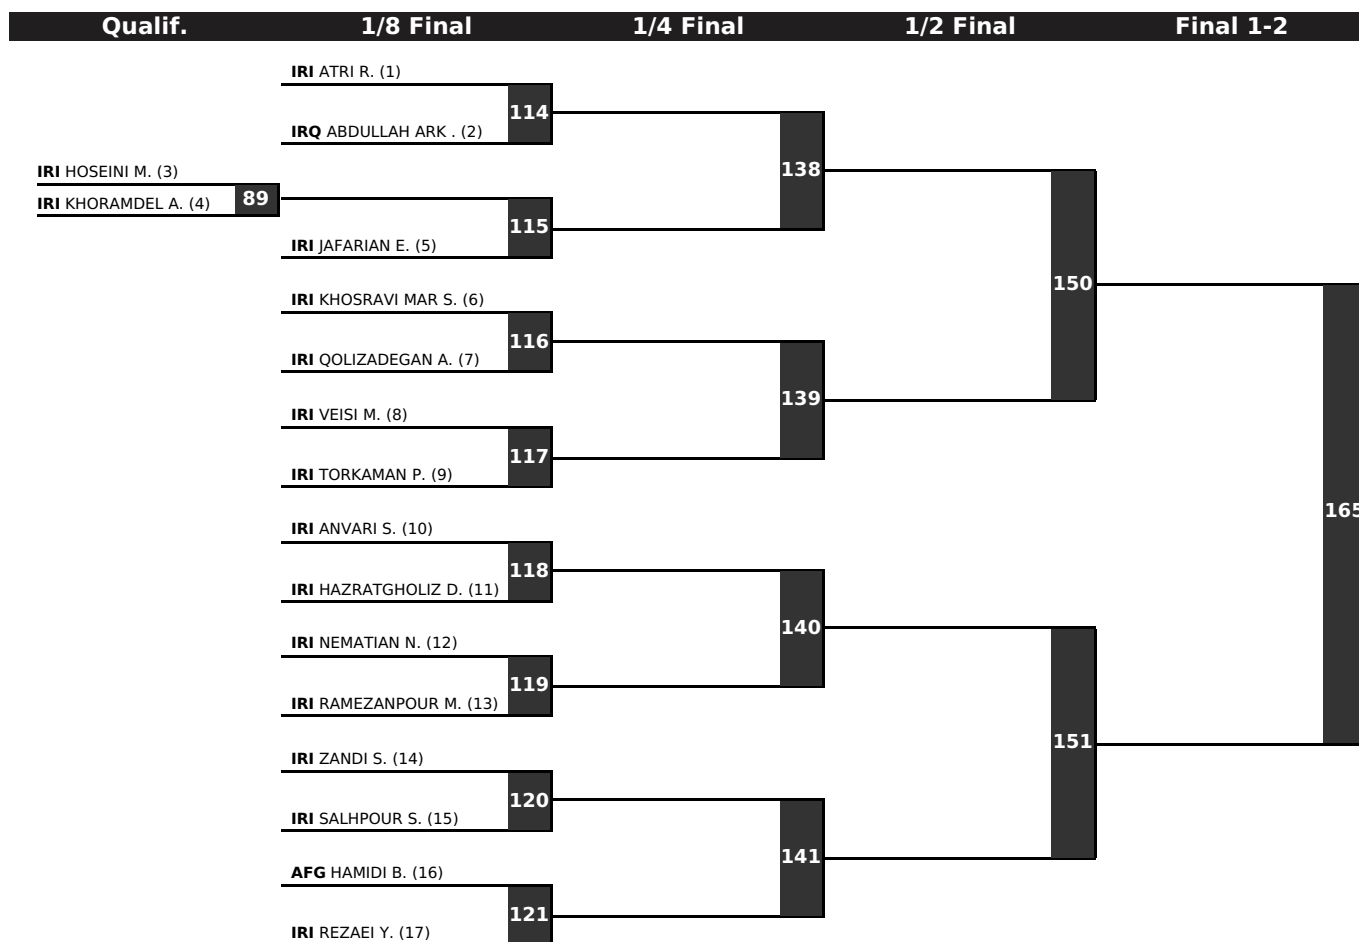 Qualif. 1/8 Final 1/4 Final 1/2 Final Final 1-2
IRI ATRI R. (1)
114
IRQ ABDULLAH ARK . (2)
IRI HOSEINI M. (3)
138
IRI KHORAMDEL A. (4) 89
115
IRI JAFARIAN E. (5)
150
IRI KHOSRAVI MAR S. (6)
116
IRI QOLIZADEGAN A. (7)
139
IRI VEISI M. (8)
117
IRI TORKAMAN P. (9)
165
IRI ANVARI S. (10)
118
IRI HAZRATGHOLIZ D. (11)
140
IRI NEMATIAN N. (12)
119
IRI RAMEZANPOUR M. (13)
151
IRI ZANDI S. (14)
120
IRI SALHPOUR S. (15)
141
AFG HAMIDI B. (16)
121
IRI REZAEI Y. (17)